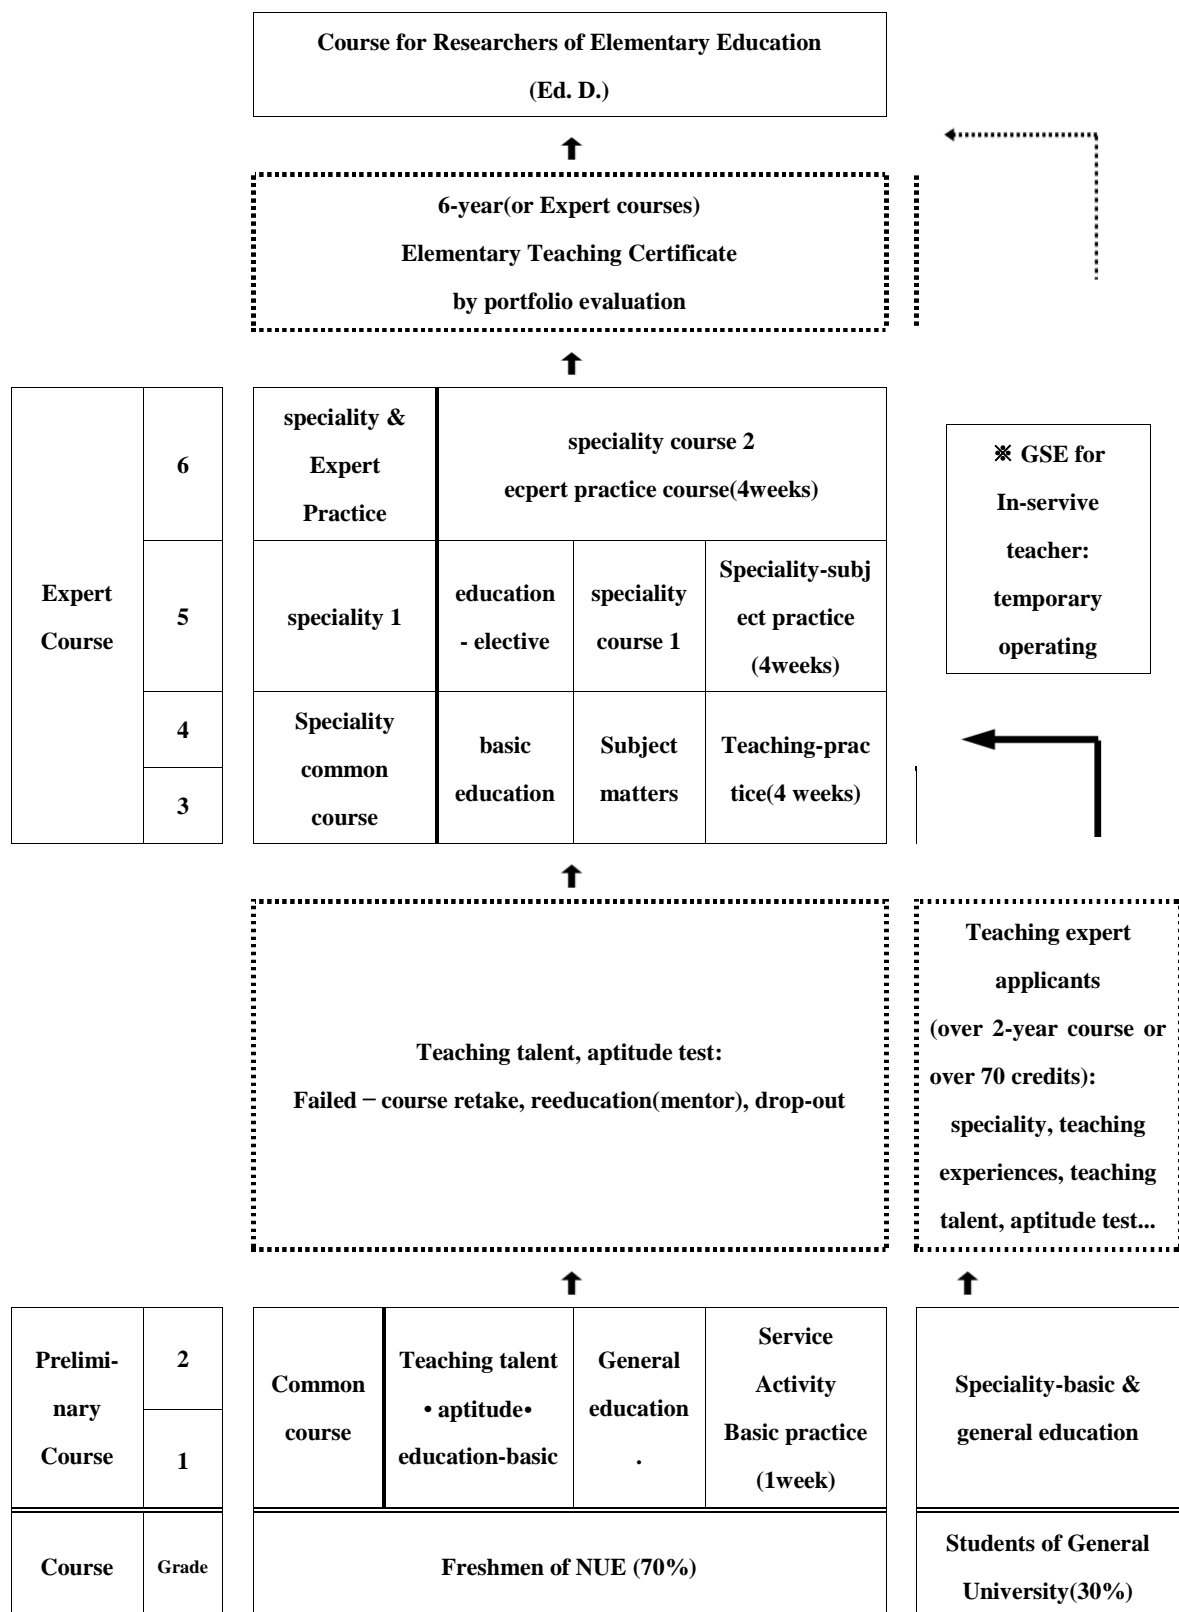 Course for Researchers of Elementary Education
(Ed. D.)
6-year(or Expert courses)
Elementary Teaching Certificate
by portfolio evaluation
Expert
Course
6
speciality &
Expert
Practice
speciality course 2
ecpert practice course(4weeks)
※ GSE for
In-servive
teacher:
temporary
operating
5
speciality 1
education
- elective
speciality
course 1
Speciality-subj
ect practice
(4weeks)
4
3
Speciality
common
course
basic
education
Subject
matters
Teaching-prac
tice(4 weeks)
Teaching talent, aptitude test:
Failed – course retake, reeducation(mentor), drop-out
Teaching expert
applicants
(over 2-year course or
over 70 credits):
speciality, teaching
experiences, teaching
talent, aptitude test...
Prelimi-
nary
Course
2
1
Common
course
Teaching talent
• aptitude•
education-basic
General
education
.
Service
Activity
Basic practice
(1week)
Speciality-basic &
general education
Course
Grade
Freshmen of NUE (70%)
Students of General
University(30%)